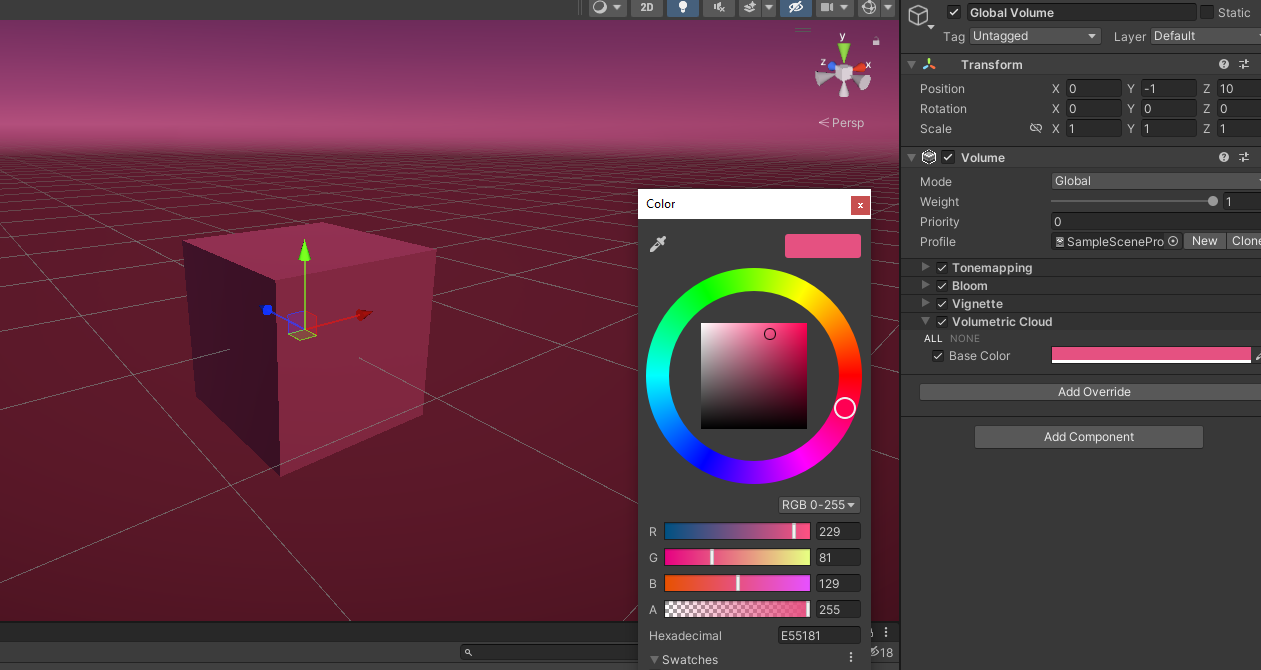 2D
Global Volume
Static
Tag Untagged Layer Default
Transform
Position X 0 Y -1 Z 10
Rotation X 0 Y 0 Z 0
Scale X 1 Y 1 Z 1
Volume
Mode Global
Weight 1
Priority 0
Profile SampleScenePro New Clone
Tonemapping
Bloom
Vignette
Volumetric Cloud
ALL NONE
Base Color
Add Override
Add Component
y
z x
Persp
Color
x
RGB 0-255
R 229
G 81
B 129
A 255
Hexadecimal E55181
Swatches
18